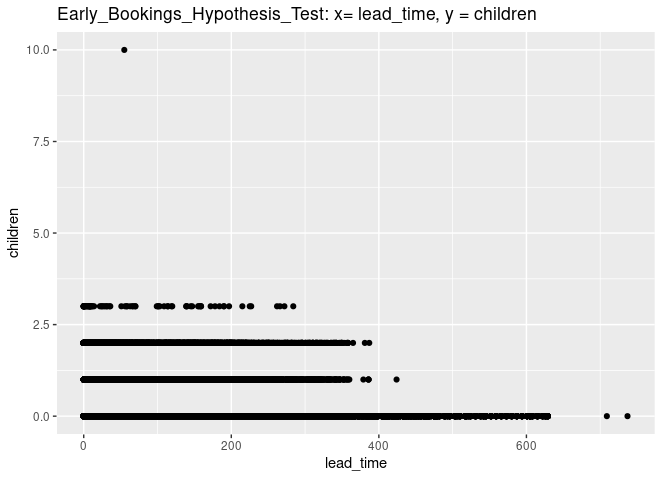 Early_Bookings_Hypothesis_Test: x= lead_time, y = children
10.0
7.5
5.0
2.5
0.0
children
0 200 400 600
lead_time